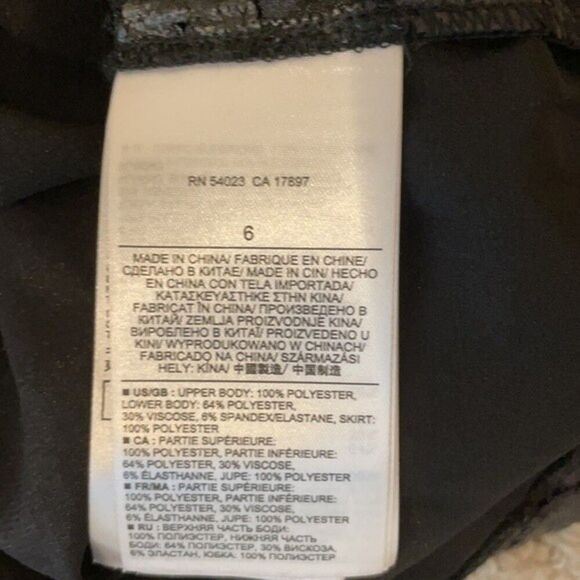 RN 54023 CA 17897
6
MADE IN CHINA/ FABRIQUE EN CHINE/
СДЕЛАНО В КИТАЕ/ MADE IN CIN/ HECHO
EN CHINA CON TELA IMPORTADA/
ΚΑΤΑΣΚΕΥΑΣΤΗΚΕ ΣΤΗΝ ΚΙΝΑ/
FABRICAT ÎN CHINA/ ПРОИЗВЕДЕНО В
КИТАЙ/ ZEMLJA PROIZVODNJE KINA/
ВИРОБЛЕНО В КИТАЇ/ PROIZVEDENO U
KINI/ WYPRODUKOWANO W CHINACH/
FABRICADO NA CHINA/ SZÁRMAZÁSI
HELY: KÍNA/ 中國製造/ 中国制造
■ US/GB : UPPER BODY: 100% POLYESTER,
LOWER BODY: 64% POLYESTER,
30% VISCOSE, 6% SPANDEX/ELASTANE, SKIRT:
100% POLYESTER
■ CA : PARTIE SUPÉRIEURE:
100% POLYESTER, PARTIE INFÉRIEURE:
64% POLYESTER, 30% VISCOSE,
6% ÉLASTHANNE, JUPE: 100% POLYESTER
■ FR/MA : PARTIE SUPÉRIEURE:
100% POLYESTER, PARTIE INFÉRIEURE:
64% POLYESTER, 30% VISCOSE,
6% ÉLASTHANNE, JUPE: 100% POLYESTER
■ RU : ВЕРХНЯЯ ЧАСТЬ БОДИ:
100% ПОЛИЭСТЕР, НИЖНЯЯ ЧАСТЬ
БОДИ: 64% ПОЛИЭСТЕР, 30% ВИСКОЗА,
6% ЭЛАСТАН, ЮБКА: 100% ПОЛИЭСТЕР